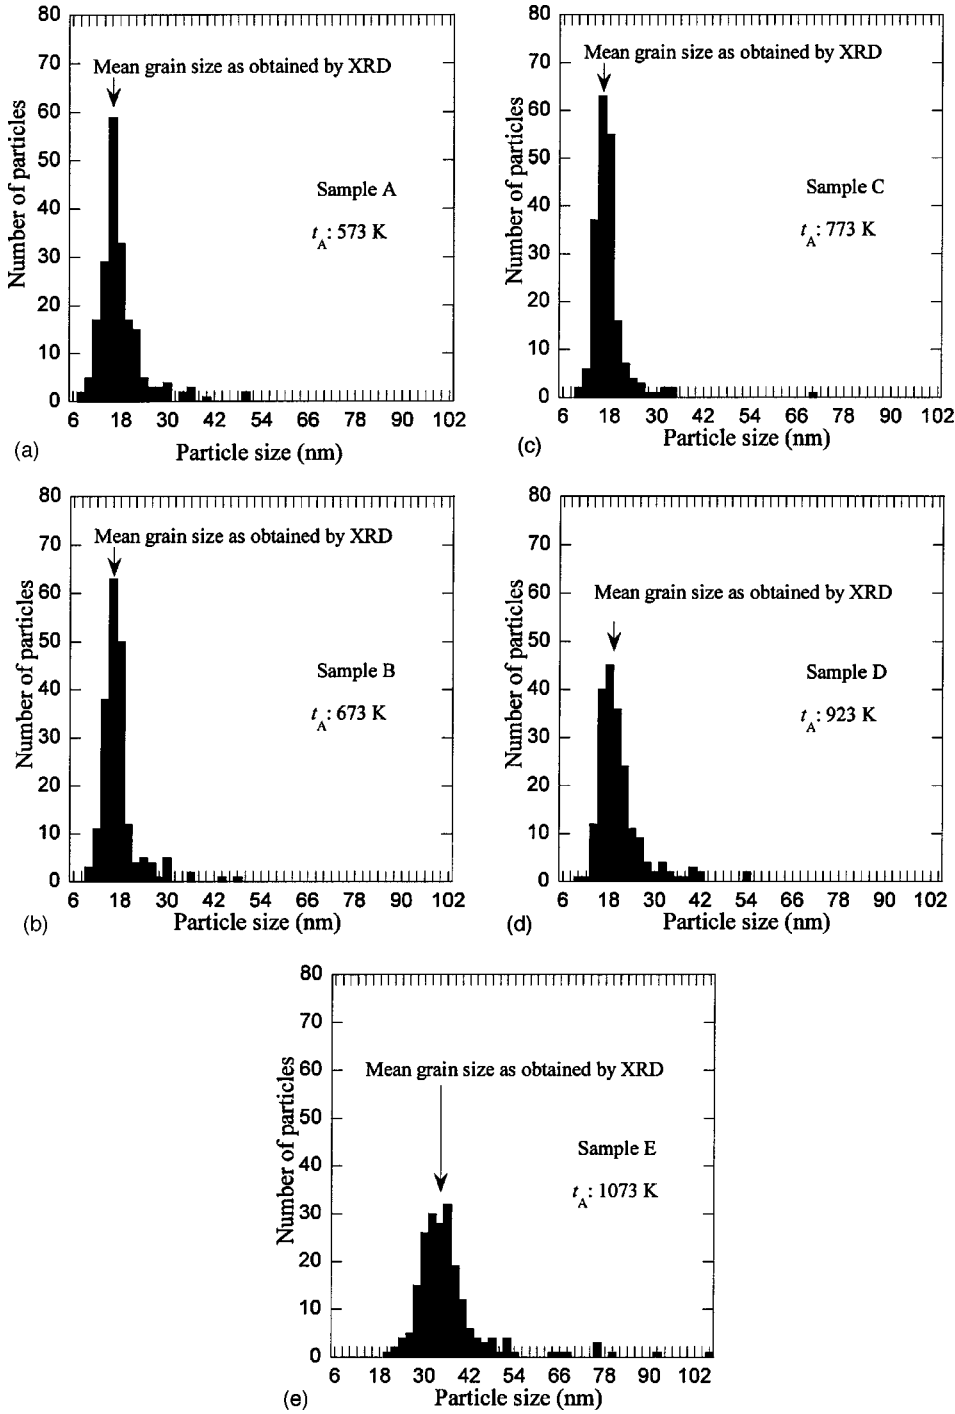 80
70
60
50
40
30
20
10
0
Number of particles
Mean grain size as obtained by XRD
Sample A
tA: 573 K
6 18 30 42 54 66 78 90 102
Particle size (nm)
(a)
80
70
60
50
40
30
20
10
0
Number of particles
Mean grain size as obtained by XRD
Sample C
tA: 773 K
6 18 30 42 54 66 78 90 102
Particle size (nm)
(c)
80
70
60
50
40
30
20
10
0
Number of particles
Mean grain size as obtained by XRD
Sample B
tA: 673 K
6 18 30 42 54 66 78 90 102
Particle size (nm)
(b)
80
70
60
50
40
30
20
10
0
Number of particles
Mean grain size as obtained by XRD
Sample D
tA: 923 K
6 18 30 42 54 66 78 90 102
Particle size (nm)
(d)
80
70
60
50
40
30
20
10
0
Number of particles
Mean grain size as obtained by XRD
Sample E
tA: 1073 K
6 18 30 42 54 66 78 90 102
Particle size (nm)
(e)